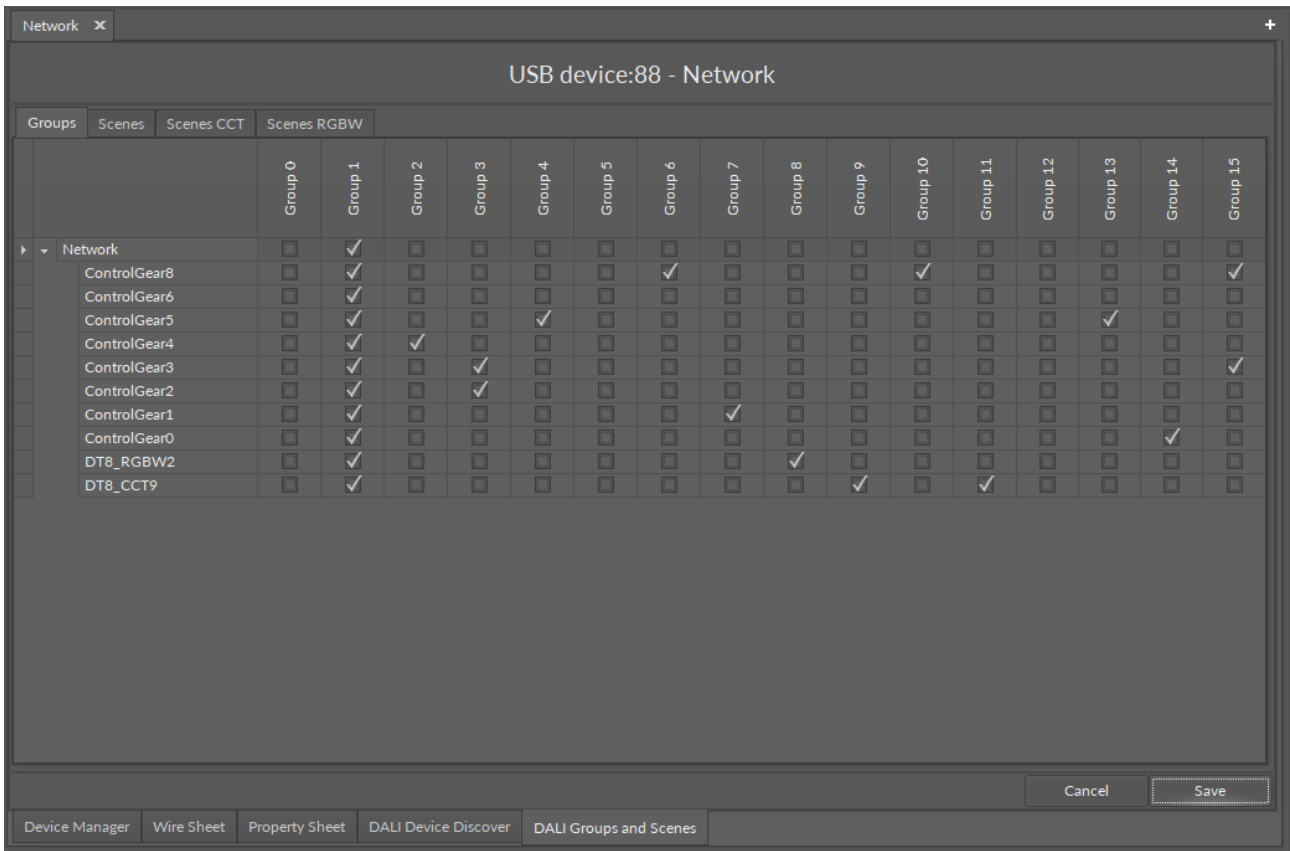 Network
USB device:88 - Network
Groups Scenes Scenes CCT Scenes RGBW
Group 0 Group 1 Group 2 Group 3 Group 4 Group 5 Group 6 Group 7 Group 8 Group 9 Group 10 Group 11 Group 12 Group 13 Group 14 Group 15
Network
ControlGear8
ControlGear6
ControlGear5
ControlGear4
ControlGear3
ControlGear2
ControlGear1
ControlGear0
DT8_RGBW2
DT8_CCT9
Cancel Save
Device Manager Wire Sheet Property Sheet DALI Device Discover DALI Groups and Scenes